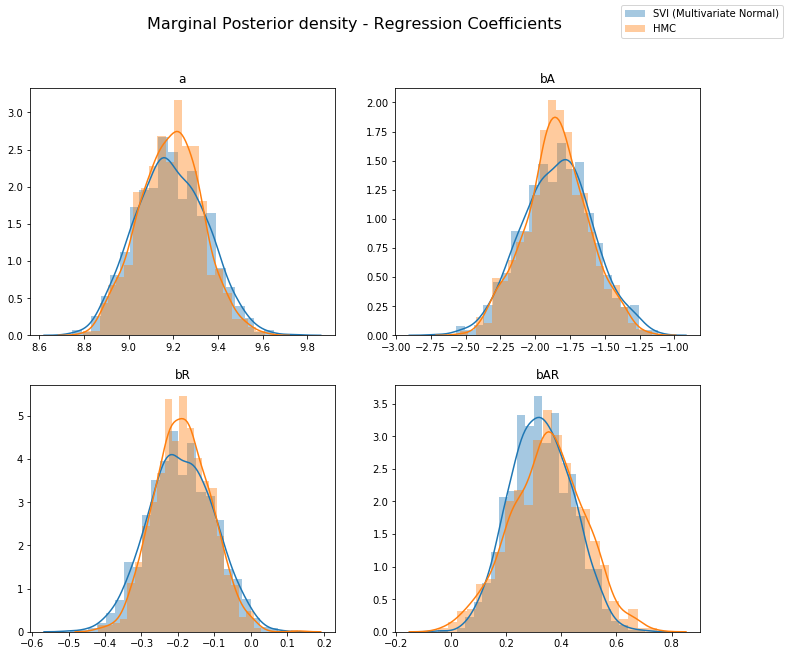 Marginal Posterior density - Regression Coefficients
SVI (Multivariate Normal)
HMC
a
3.0
2.5
2.0
1.5
1.0
0.5
0.0
8.6 8.8 9.0 9.2 9.4 9.6 9.8
bA
2.00
1.75
1.50
1.25
1.00
0.75
0.50
0.25
0.00
−3.00 −2.75 −2.50 −2.25 −2.00 −1.75 −1.50 −1.25 −1.00
bR
5
4
3
2
1
0
−0.6 −0.5 −0.4 −0.3 −0.2 −0.1 0.0 0.1 0.2
bAR
3.5
3.0
2.5
2.0
1.5
1.0
0.5
0.0
−0.2 0.0 0.2 0.4 0.6 0.8